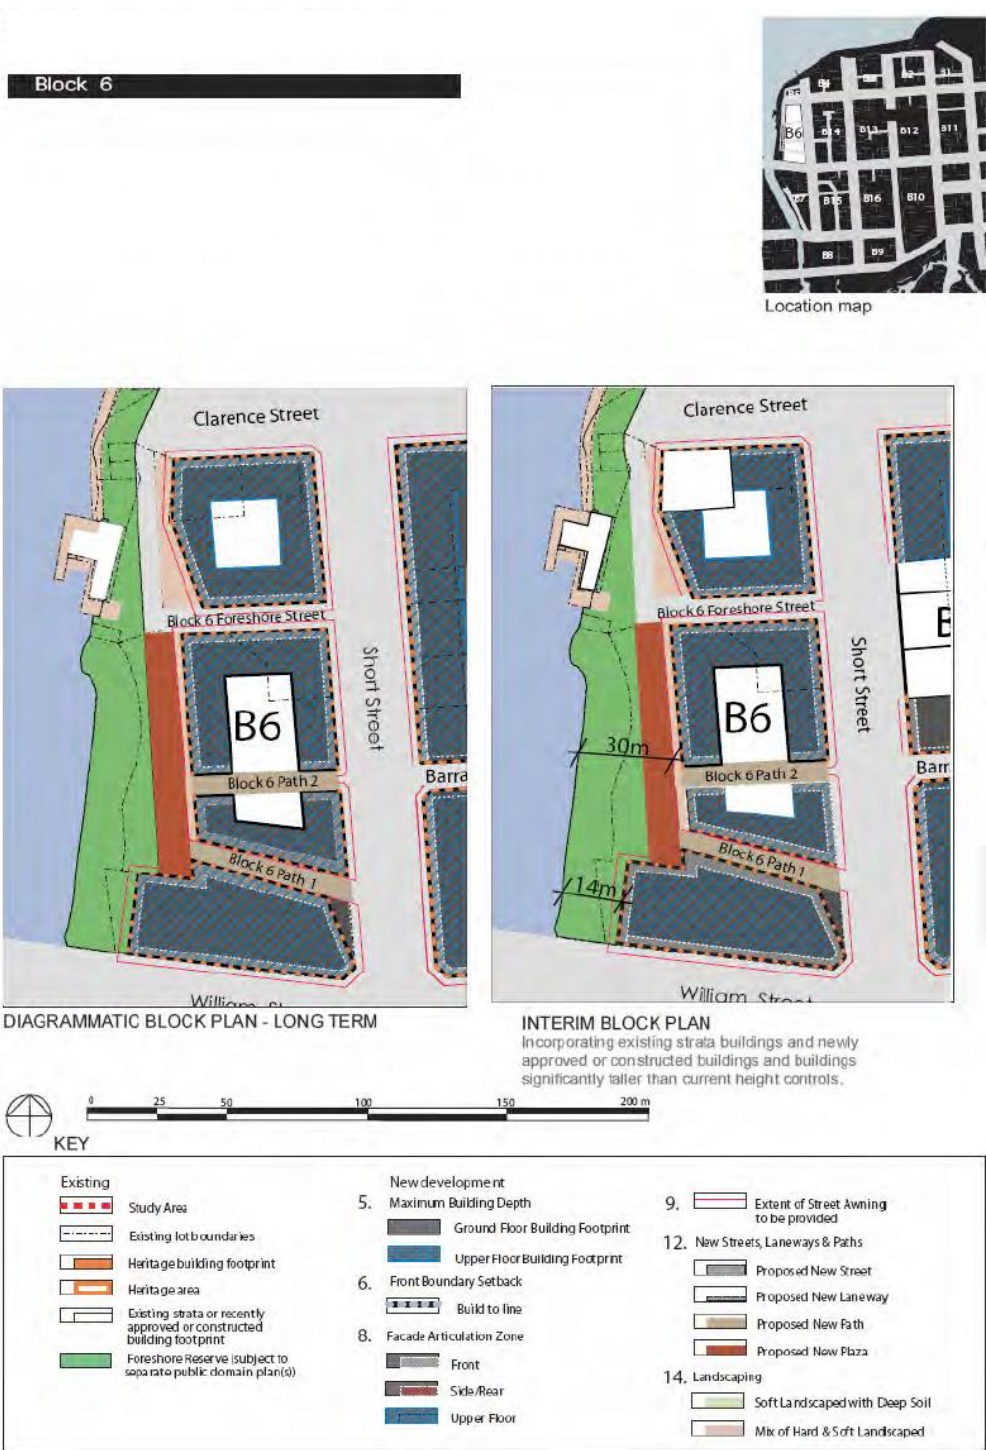 Block 6
B4
B2
B1
B5
B6
B14
B13
B12
B11
B7
B15
B16
B10
B8
B9
Location map
Clarence Street
Block 6 Foreshore Street
Short Street
B6
Block 6 Path 2
Barra
Block 6 Path 1
William St
DIAGRAMMATIC BLOCK PLAN - LONG TERM
Clarence Street
Block 6 Foreshore Street
B
Short Street
B6
30m
Block 6 Path 2
Barr
Block 6 Path 1
14m
William Street
INTERIM BLOCK PLAN
Incorporating existing strata buildings and newly
approved or constructed buildings and buildings
significantly taller than current height controls.
0 25 50 100 150 200 m
KEY
Existing
Study Area
Existing lot boundaries
Heritage building footprint
Heritage area
Existing strata or recently
approved or constructed
building footprint
Foreshore Reserve (subject to
separate public domain plan(s))
New development
5. Maximum Building Depth
Ground Floor Building Footprint
Upper Floor Building Footprint
6. Front Boundary Setback
Build to line
8. Facade Articulation Zone
Front
Side/Rear
Upper Floor
9. Extent of Street Awning
to be provided
12. New Streets, Laneways & Paths
Proposed New Street
Proposed New Laneway
Proposed New Path
Proposed New Plaza
14. Landscaping
Soft Landscaped with Deep Soil
Mix of Hard & Soft Landscaped